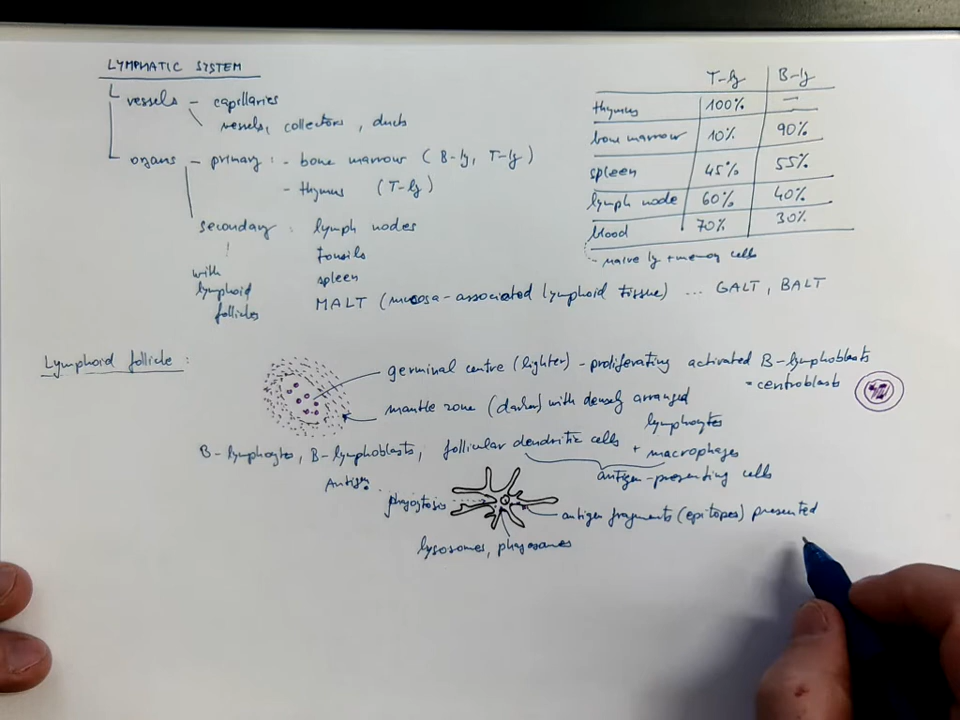 LYMPHATIC SYSTEM
vessels - capillaries
vessels, collectors, ducts
organs - primary : - bone marrow (B-ly, T-ly)
- thymus (T-ly)
secondary : lymph nodes
tonsils
spleen
MALT (mucosa-associated lymphoid tissue) ... GALT, BALT
with
lymphoid
follicles
T-ly B-ly
thymus 100% —
bone marrow 10% 90%
spleen 45% 55%
lymph node 60% 40%
blood 70% 30%
- naive ly + memory cells
Lymphoid follicle :
germinal centre (lighter) - proliferating activated B-lymphoblasts
= centroblasts
mantle zone (darker) with densely arranged
lymphocytes
B-lymphocytes, B-lymphoblasts, follicular dendritic cells + macrophages
antigen-presenting cells
Antigen
phagocytosis
antigen fragments (epitopes) presented
lysosomes, phagosomes